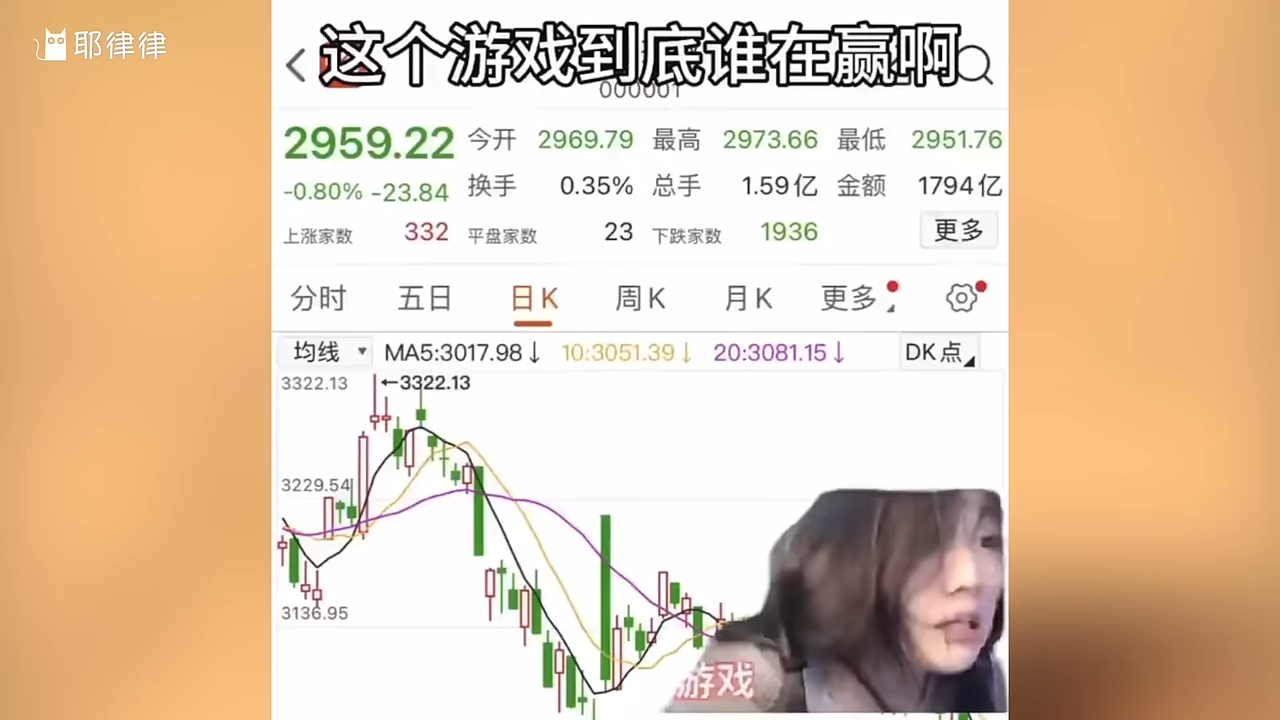 耶律律
这个游戏到底谁在赢啊
000001
2959.22 今开 2969.79 最高 2973.66 最低 2951.76
-0.80% -23.84 换手 0.35% 总手 1.59亿 金额 1794亿
上涨家数 332 平盘家数 23 下跌家数 1936 更多
分时 五日 日K 周K 月K 更多
均线 MA5:3017.98↓ 10:3051.39↓ 20:3081.15↓ DK点
3322.13 ←3322.13
3229.54
3136.95
游戏